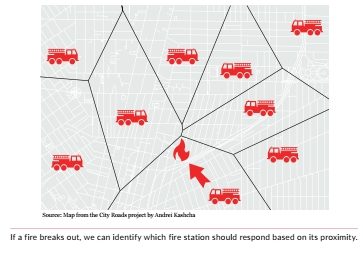 Source: Map from the City Roads project by Andrei Kashcha
If a fire breaks out, we can identify which fire station should respond based on its proximity.